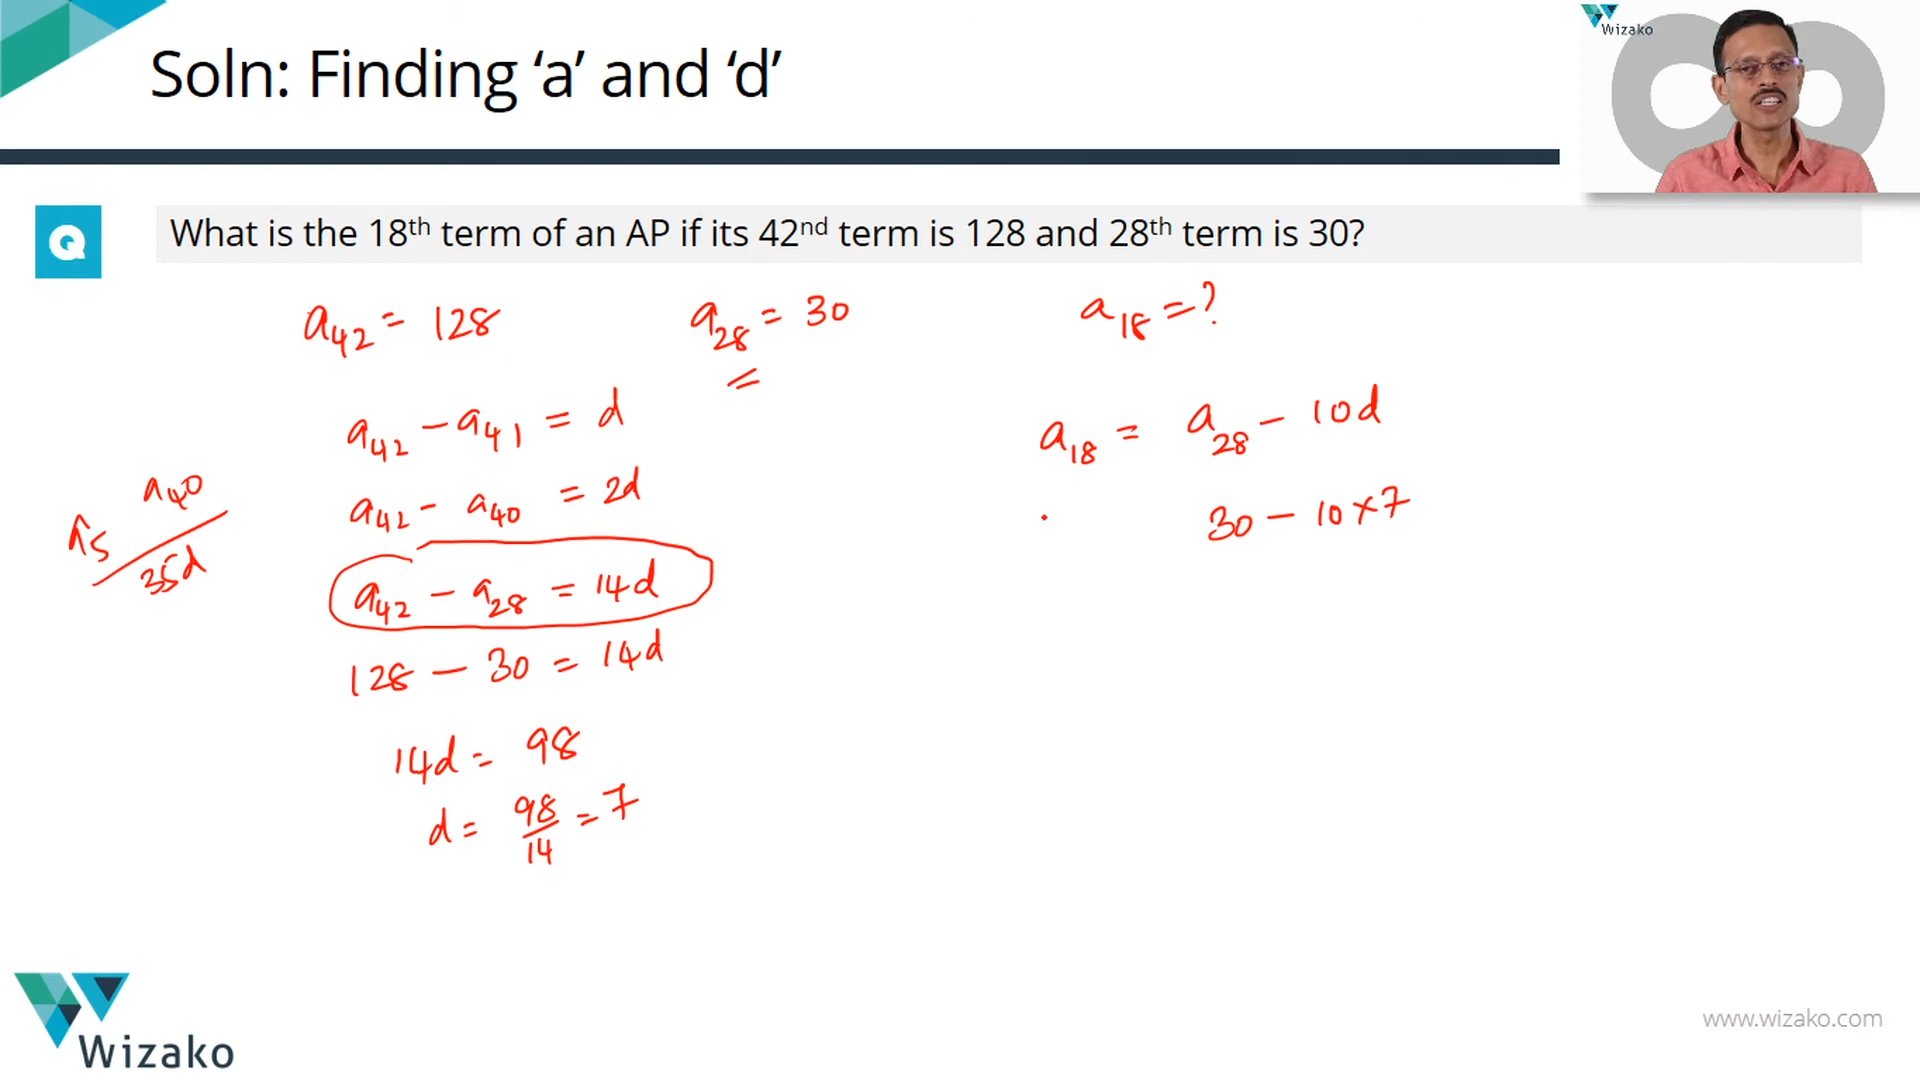 Soln: Finding ‘a’ and ‘d’
Wizako
Q
What is the 18th term of an AP if its 42nd term is 128 and 28th term is 30?
a42 = 128
a28 = 30
a18 = ?
a42 − a41 = d
a18 = a28 − 10d
a42 − a40 = 2d
30 − 10×7
a5 a40
35d
a42 − a28 = 14d
128 − 30 = 14d
14d = 98
d = 98/14 = 7
Wizako
www.wizako.com